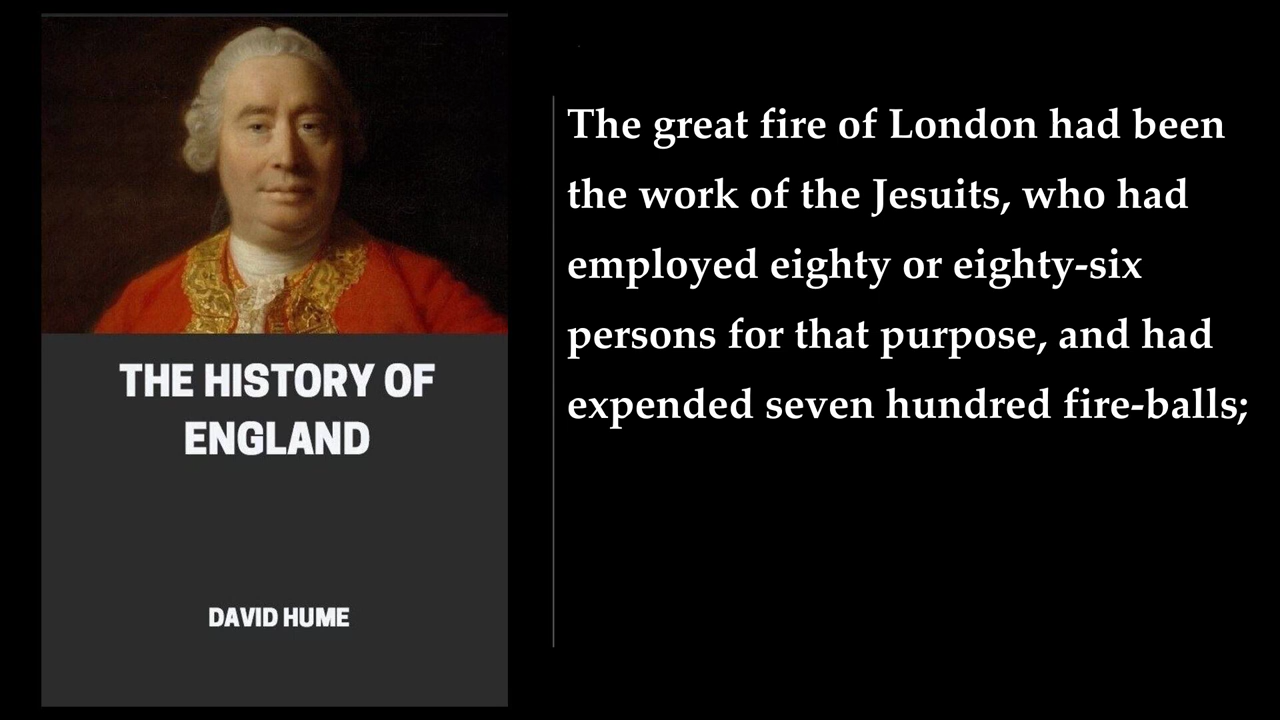 THE HISTORY OF
ENGLAND
DAVID HUME
The great fire of London had been
the work of the Jesuits, who had
employed eighty or eighty-six
persons for that purpose, and had
expended seven hundred fire-balls;